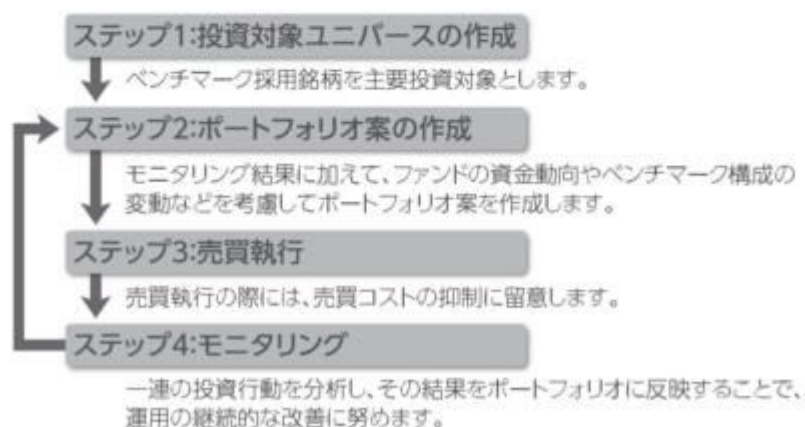 ステップ1:投資対象ユニバースの作成
ベンチマーク採用銘柄を主要投資対象とします。
ステップ2:ポートフォリオ案の作成
モニタリング結果に加えて、ファンドの資金動向やベンチマーク構成の
変動などを考慮してポートフォリオ案を作成します。
ステップ3:売買執行
売買執行の際には、売買コストの抑制に留意します。
ステップ4:モニタリング
一連の投資行動を分析し、その結果をポートフォリオに反映することで、
運用の継続的な改善に努めます。